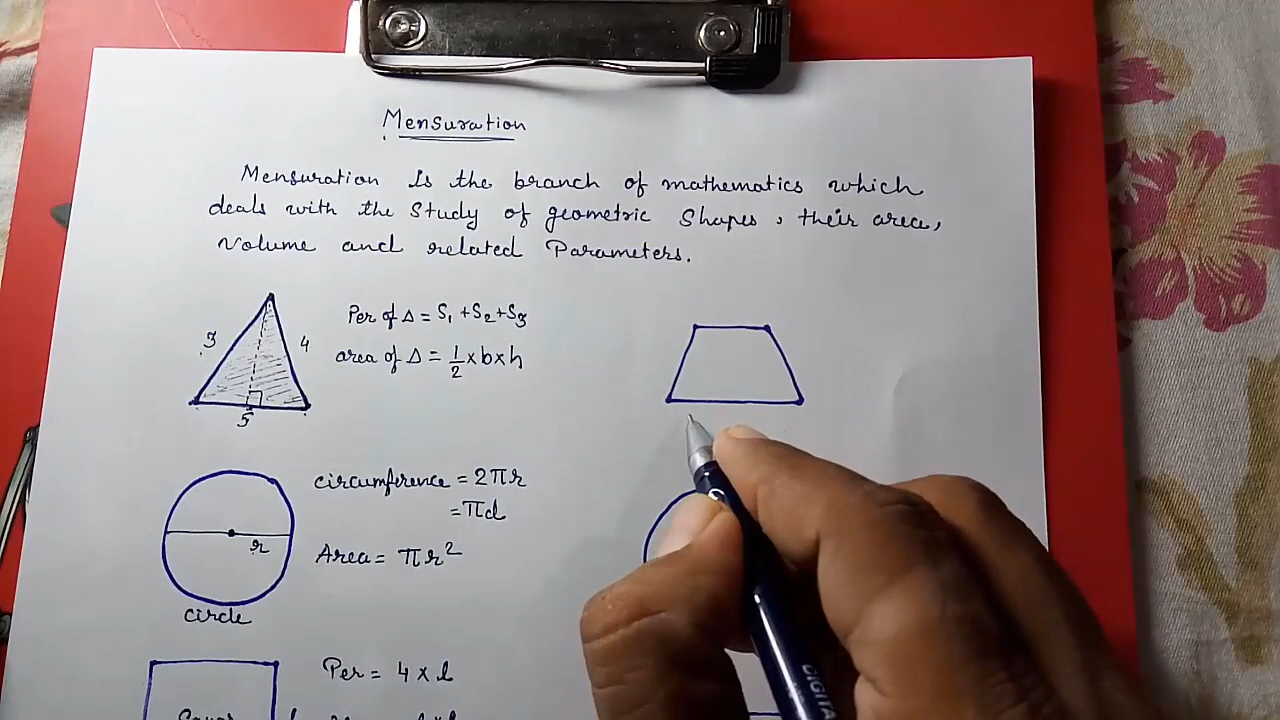 Mensuration
Mensuration Is the branch of mathematics which
deals with the Study of geometric Shapes, their area,
Volume and related Parameters.
Per of Δ = S₁ + S₂ + S₃
3
4
area of Δ = 1/2 × b × h
5
circumference = 2πr
= πd
r
Area = πr²
circle
Per = 4 × l
DIGITA